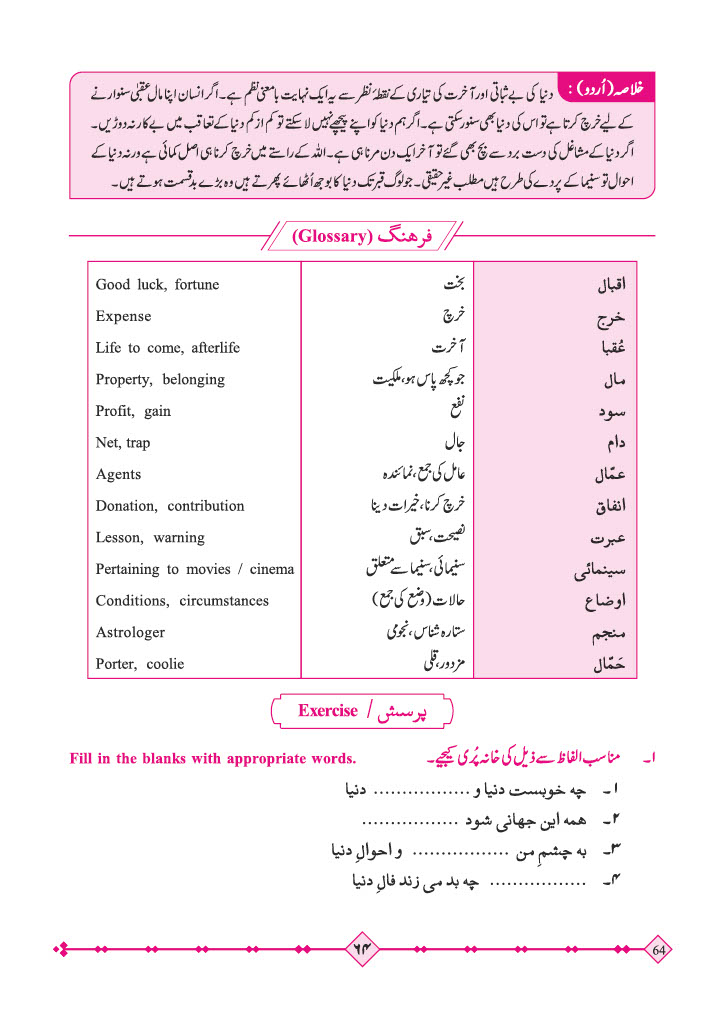 خلاصہ (اُردو) : دنیا کی بے ثباتی اور آخرت کی تیاری کے نقطۂ نظر سے یہ ایک نہایت بامعنی نظم ہے۔ اگر انسان اپنا مال عقبیٰ سنوارنے
کے لیے خرچ کرتا ہے تو اس کی دنیا بھی سنور سکتی ہے۔ اگر ہم دنیا کو اپنے پیچھے نہیں لا سکتے تو کم از کم دنیا کے تعاقب میں بے کار نہ دوڑیں۔
اگر دنیا کے مشاغل کی دست برد سے بچ بھی گئے تو آخر ایک دن مرنا ہی ہے۔ اللہ کے راستے میں خرچ کرنا ہی اصل کمائی ہے ورنہ دنیا کے
احوال تو سنیما کے پردے کی طرح ہیں مطلب غیر حقیقی۔ جو لوگ قبر تک دنیا کا بوجھ اُٹھائے پھرتے ہیں وہ بڑے بدقسمت ہوتے ہیں۔
فرهنگ (Glossary)
اقبال بخت Good luck, fortune
خرج خرچ Expense
عُقبا آخرت Life to come, afterlife
مال جو کچھ پاس ہو، ملکیت Property, belonging
سود نفع Profit, gain
دام جال Net, trap
عمّال عامل کی جمع، نمائندہ Agents
انفاق خرچ کرنا، خیرات دینا Donation, contribution
عبرت نصیحت، سبق Lesson, warning
سینمائی سنیمائی، سنیما سے متعلق Pertaining to movies / cinema
اوضاع حالات (وضع کی جمع) Conditions, circumstances
منجم ستارہ شناس، نجومی Astrologer
حَمّال مزدور، قلی Porter, coolie
پرسش / Exercise
۱۔ مناسب الفاظ سے ذیل کی خانہ پُری کیجیے۔ Fill in the blanks with appropriate words.
۱۔ چه خوبست دنیا و ................. دنیا
۲۔ همه این جهانی شود .................
۳۔ به چشمِ من ................. و احوالِ دنیا
۴۔ ................. چه بد می زند فالِ دنیا
۶۴
64